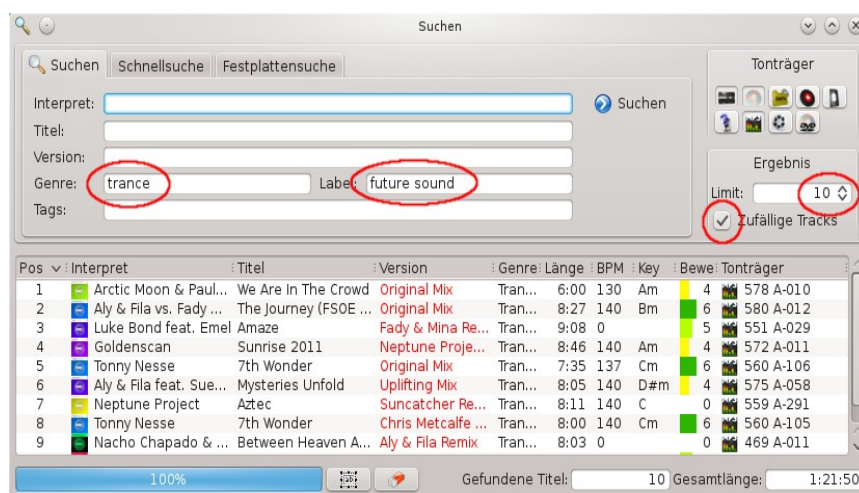 Suchen
Suchen Schnellsuche Festplattensuche
Tonträger
Interpret: Suchen
Titel:
Version:
Ergebnis
Genre: trance Label: future sound
Limit: 10
Tags:
Zufällige Tracks
Pos Interpret Titel Version Genre Länge BPM Key Bewe Tonträger
1 Arctic Moon & Paul... We Are In The Crowd Original Mix Tran... 6:00 130 Am 4 578 A-010
2 Aly & Fila vs. Fady ... The Journey (FSOE ... Original Mix Tran... 8:27 140 Bm 6 580 A-012
3 Luke Bond feat. Emel Amaze Fady & Mina Re... Tran... 9:08 0 5 551 A-029
4 Goldenscan Sunrise 2011 Neptune Proje... Tran... 8:46 140 Am 4 572 A-011
5 Tonny Nesse 7th Wonder Original Mix Tran... 7:35 137 Cm 6 560 A-106
6 Aly & Fila feat. Sue... Mysteries Unfold Uplifting Mix Tran... 8:05 140 D#m 4 575 A-058
7 Neptune Project Aztec Suncatcher Re... Tran... 8:11 140 C 0 559 A-291
8 Tonny Nesse 7th Wonder Chris Metcalfe ... Tran... 8:00 140 Cm 6 560 A-105
9 Nacho Chapado & ... Between Heaven A... Aly & Fila Remix Tran... 8:03 0 0 469 A-011
100% Gefundene Titel: 10 Gesamtlänge: 1:21:50